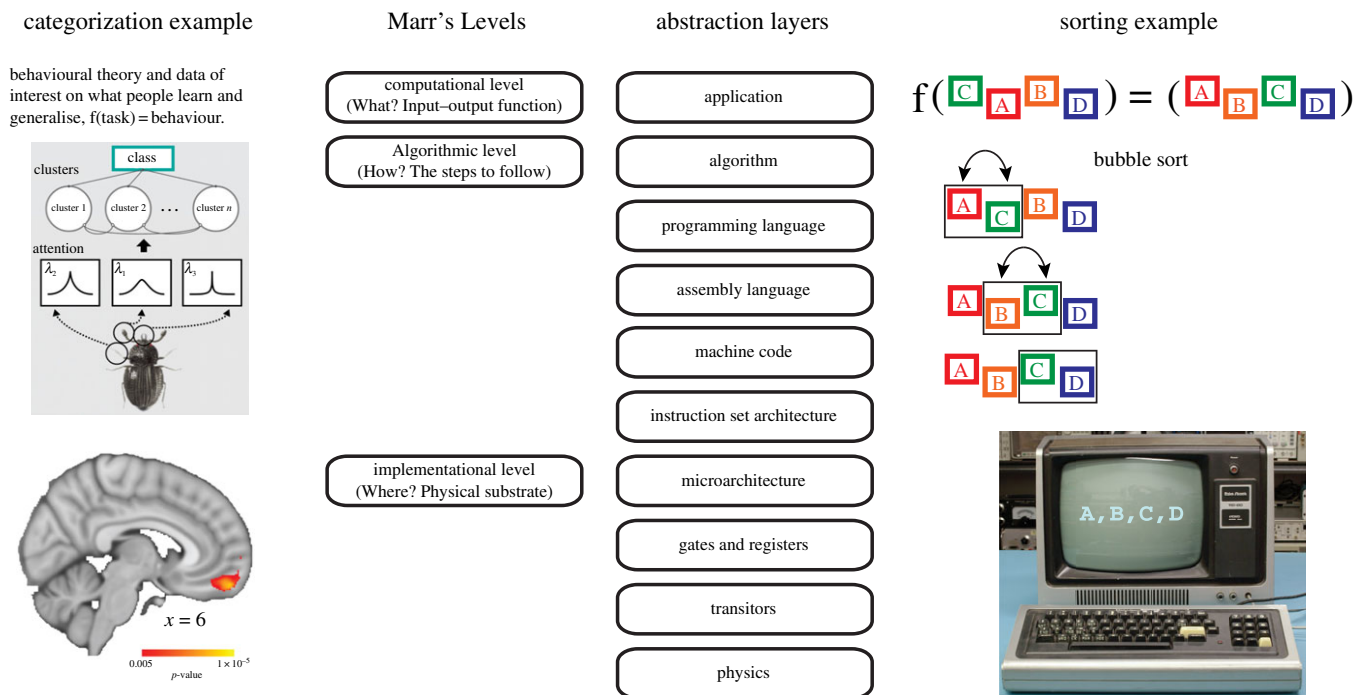 categorization example
Marr's Levels
abstraction layers
sorting example
behavioural theory and data of
interest on what people learn and
generalise, f(task) = behaviour.
class
clusters
cluster 1
cluster 2
...
cluster n
attention
λ2
λ1
λ3
x = 6
0.005
1 × 10⁻⁵
p-value
computational level
(What? Input–output function)
Algorithmic level
(How? The steps to follow)
implementational level
(Where? Physical substrate)
application
algorithm
programming language
assembly language
machine code
instruction set architecture
microarchitecture
gates and registers
transitors
physics
f( C A B D ) = ( A B C D )
bubble sort
A C B D
A B C D
A B C D
A,B,C,D